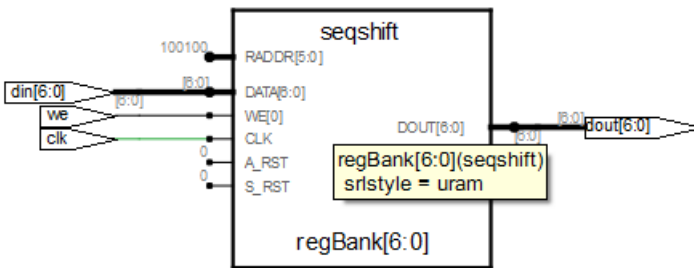 seqshift
100100
RADDR[5:0]
din[6:0]
[6:0]
[6:0]
DATA[6:0]
we
WE[0]
clk
CLK
0
A_RST
0
S_RST
DOUT[6:0]
[6:0]
[6:0]
dout[6:0]
regBank[6:0](seqshift)
srlstyle = uram
regBank[6:0]